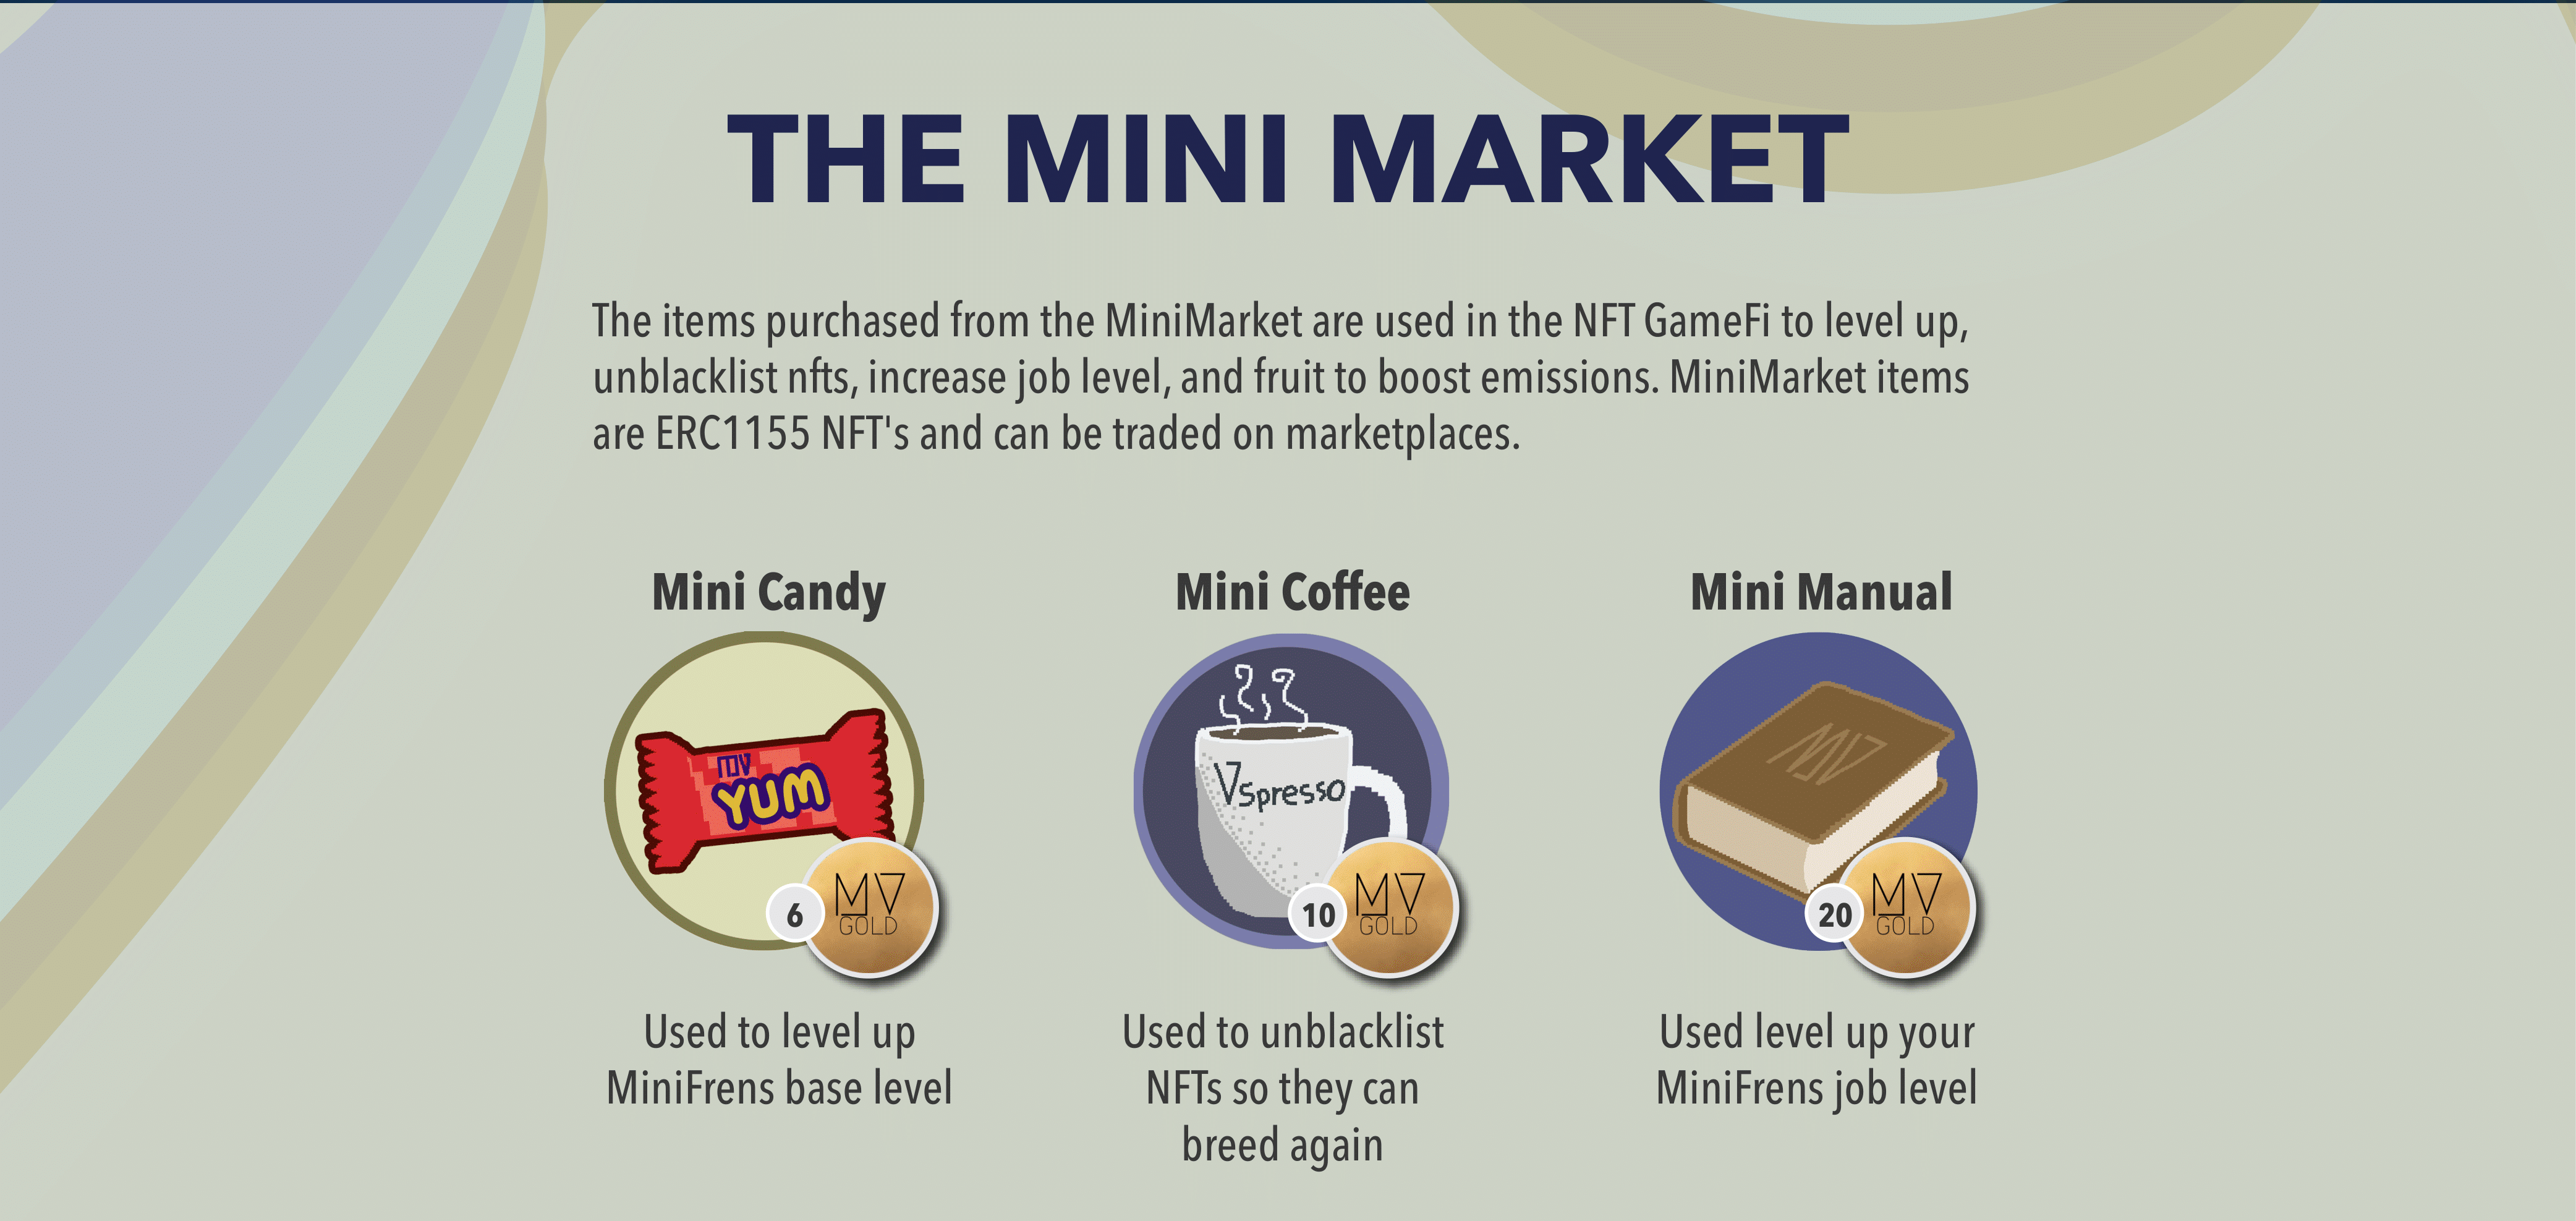 THE MINI MARKET
The items purchased from the MiniMarket are used in the NFT GameFi to level up,
unblacklist nfts, increase job level, and fruit to boost emissions. MiniMarket items
are ERC1155 NFT's and can be traded on marketplaces.
Mini Candy
Mini Coffee
Mini Manual
MV
YUM
VSpresso
MV
6
MV
GOLD
10
MV
GOLD
20
MV
GOLD
Used to level up
MiniFrens base level
Used to unblacklist
NFTs so they can
breed again
Used level up your
MiniFrens job level